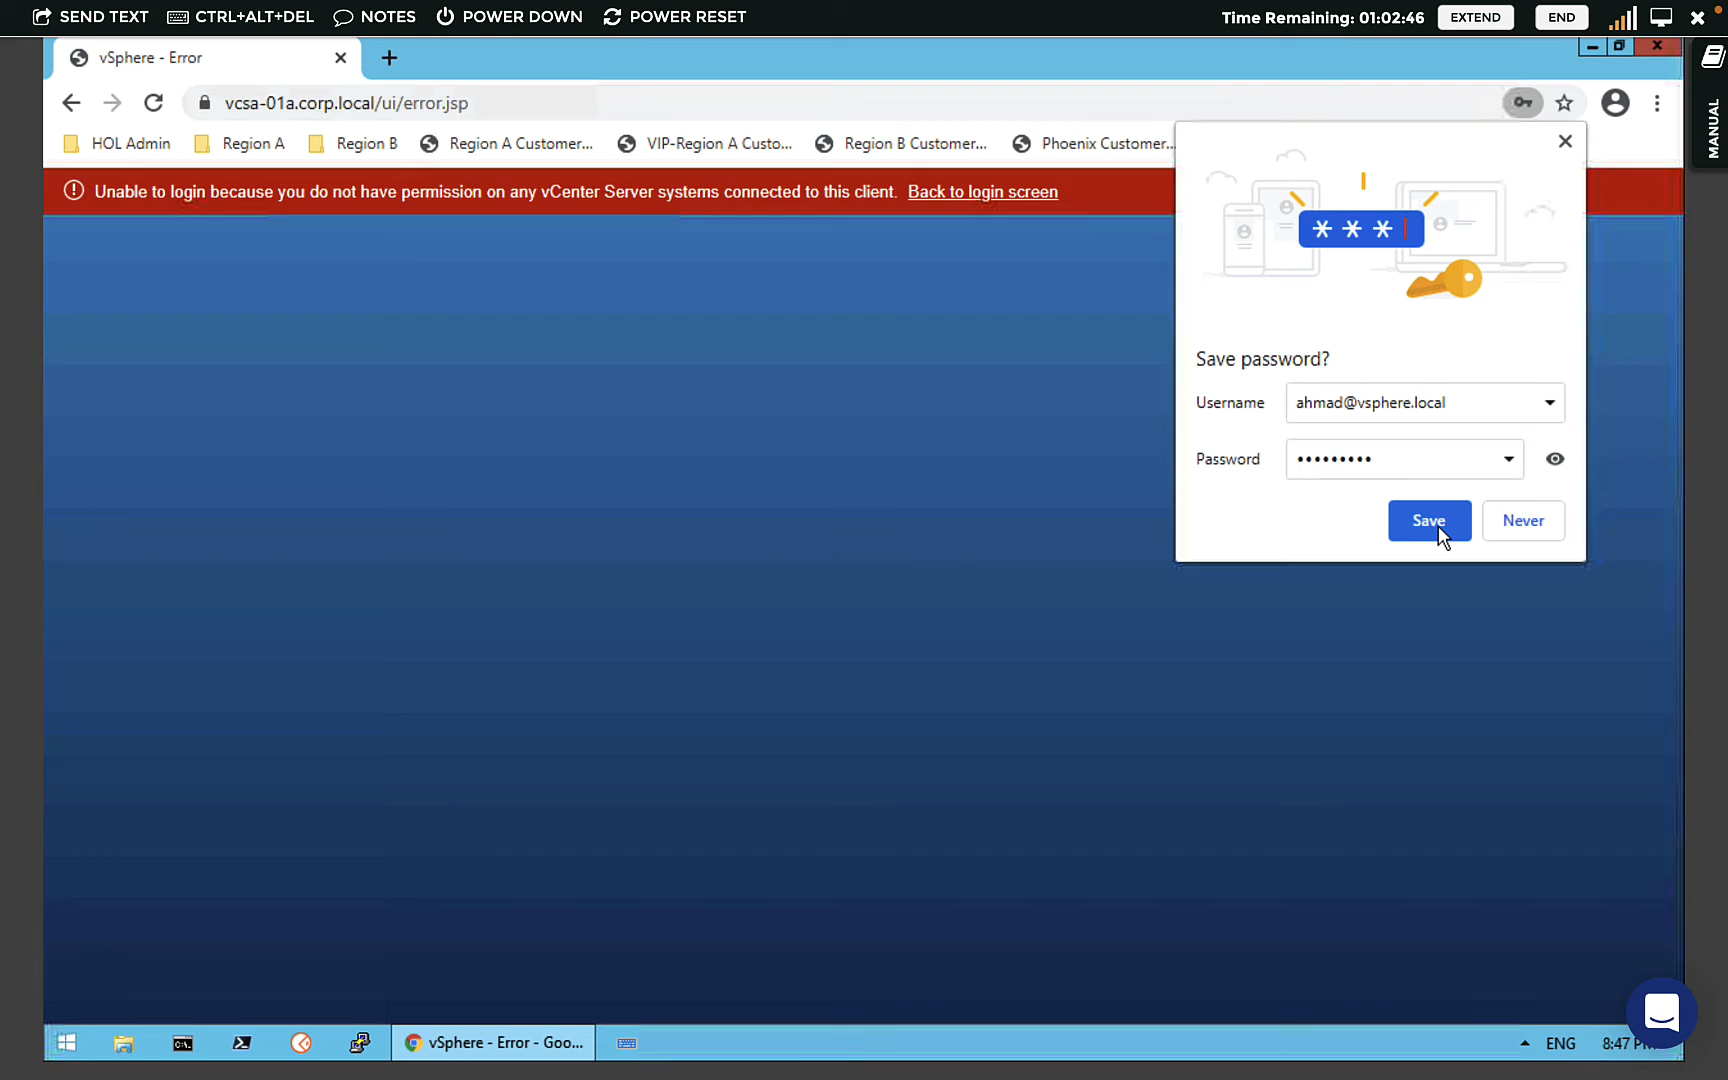 SEND TEXT CTRL+ALT+DEL NOTES POWER DOWN POWER RESET Time Remaining: 01:02:46 EXTEND END
MANUAL
vSphere - Error
vcsa-01a.corp.local/ui/error.jsp
HOL Admin Region A Region B Region A Customer... VIP-Region A Custo... Region B Customer... Phoenix Customer...
Unable to login because you do not have permission on any vCenter Server systems connected to this client. Back to login screen
***
Save password?
Username ahmad@vsphere.local
Password •••••••••
Save Never
vSphere - Error - Goo... ENG 8:47 PM